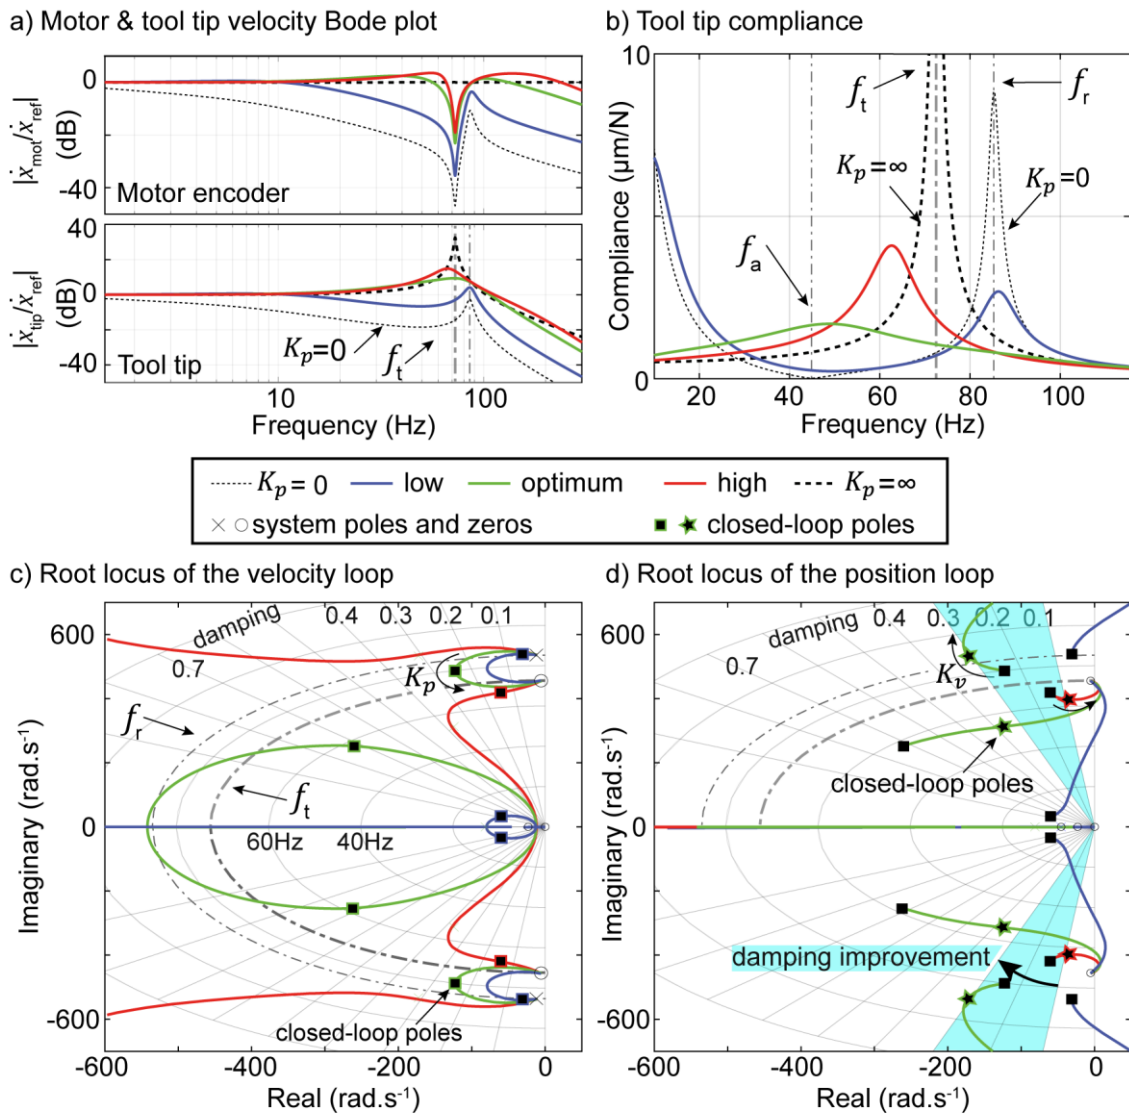 a) Motor & tool tip velocity Bode plot
|ẋmot/ẋref|
(dB)
0
-40
Motor encoder
|ẋtip/ẋref|
(dB)
40
0
-40
Kp=0
ft
Tool tip
10
100
Frequency (Hz)
b) Tool tip compliance
Compliance (μm/N)
10
0
ft
fr
Kp=∞
Kp=0
fa
20
40
60
80
100
Frequency (Hz)
Kp = 0
low
optimum
high
Kp=∞
system poles and zeros
closed-loop poles
c) Root locus of the velocity loop
Imaginary (rad.s-1)
600
0
-600
damping
0.7
0.4
0.3
0.2
0.1
Kp
fr
ft
60Hz
40Hz
closed-loop poles
-600
-400
-200
0
Real (rad.s-1)
d) Root locus of the position loop
Imaginary (rad.s-1)
600
0
-600
damping
0.7
0.4
0.3
0.2
0.1
Kv
closed-loop poles
damping improvement
-600
-400
-200
0
Real (rad.s-1)